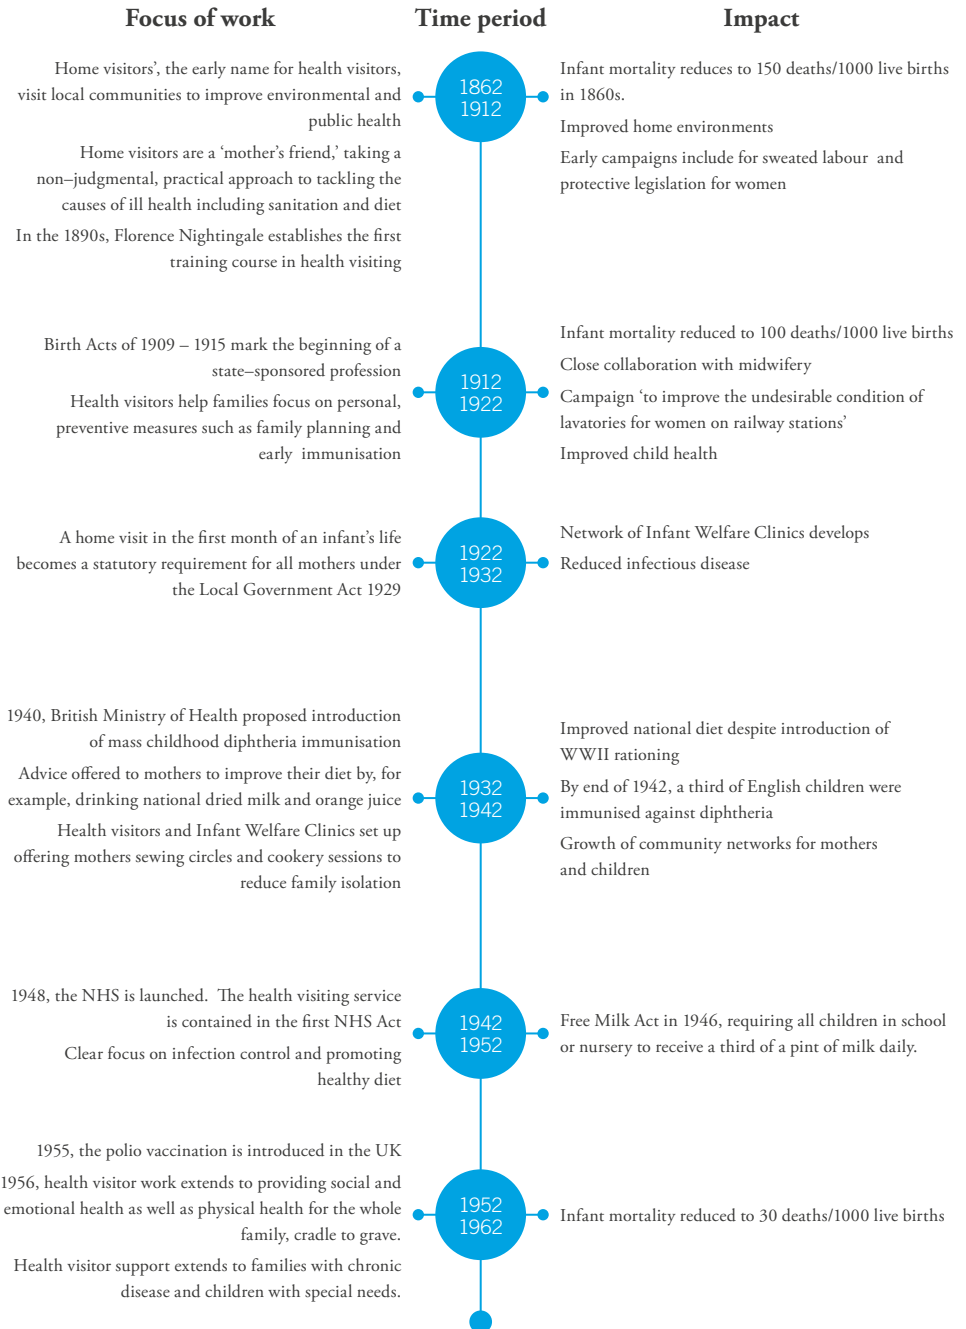 Focus of work
Time period
Impact
Home visitors’, the early name for health visitors,
visit local communities to improve environmental and
public health
Home visitors are a ‘mother’s friend,’ taking a
non–judgmental, practical approach to tackling the
causes of ill health including sanitation and diet
In the 1890s, Florence Nightingale establishes the first
training course in health visiting
1862
1912
Infant mortality reduces to 150 deaths/1000 live births
in 1860s.
Improved home environments
Early campaigns include for sweated labour and
protective legislation for women
Birth Acts of 1909 – 1915 mark the beginning of a
state–sponsored profession
Health visitors help families focus on personal,
preventive measures such as family planning and
early immunisation
1912
1922
Infant mortality reduced to 100 deaths/1000 live births
Close collaboration with midwifery
Campaign ‘to improve the undesirable condition of
lavatories for women on railway stations’
Improved child health
A home visit in the first month of an infant’s life
becomes a statutory requirement for all mothers under
the Local Government Act 1929
1922
1932
Network of Infant Welfare Clinics develops
Reduced infectious disease
1940, British Ministry of Health proposed introduction
of mass childhood diphtheria immunisation
Advice offered to mothers to improve their diet by, for
example, drinking national dried milk and orange juice
Health visitors and Infant Welfare Clinics set up
offering mothers sewing circles and cookery sessions to
reduce family isolation
1932
1942
Improved national diet despite introduction of
WWII rationing
By end of 1942, a third of English children were
immunised against diphtheria
Growth of community networks for mothers
and children
1948, the NHS is launched. The health visiting service
is contained in the first NHS Act
Clear focus on infection control and promoting
healthy diet
1942
1952
Free Milk Act in 1946, requiring all children in school
or nursery to receive a third of a pint of milk daily.
1955, the polio vaccination is introduced in the UK
1956, health visitor work extends to providing social and
emotional health as well as physical health for the whole
family, cradle to grave.
Health visitor support extends to families with chronic
disease and children with special needs.
1952
1962
Infant mortality reduced to 30 deaths/1000 live births